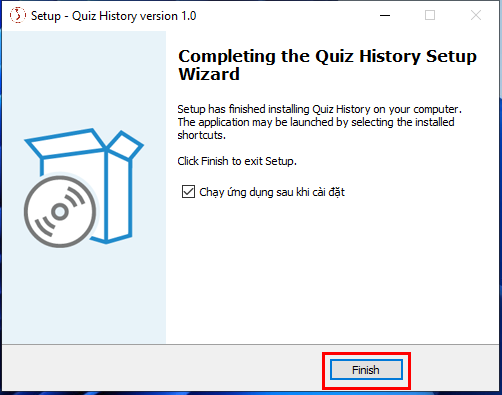 Setup - Quiz History version 1.0
Completing the Quiz History Setup
Wizard
Setup has finished installing Quiz History on your computer.
The application may be launched by selecting the installed
shortcuts.
Click Finish to exit Setup.
Chạy ứng dụng sau khi cài đặt
Finish